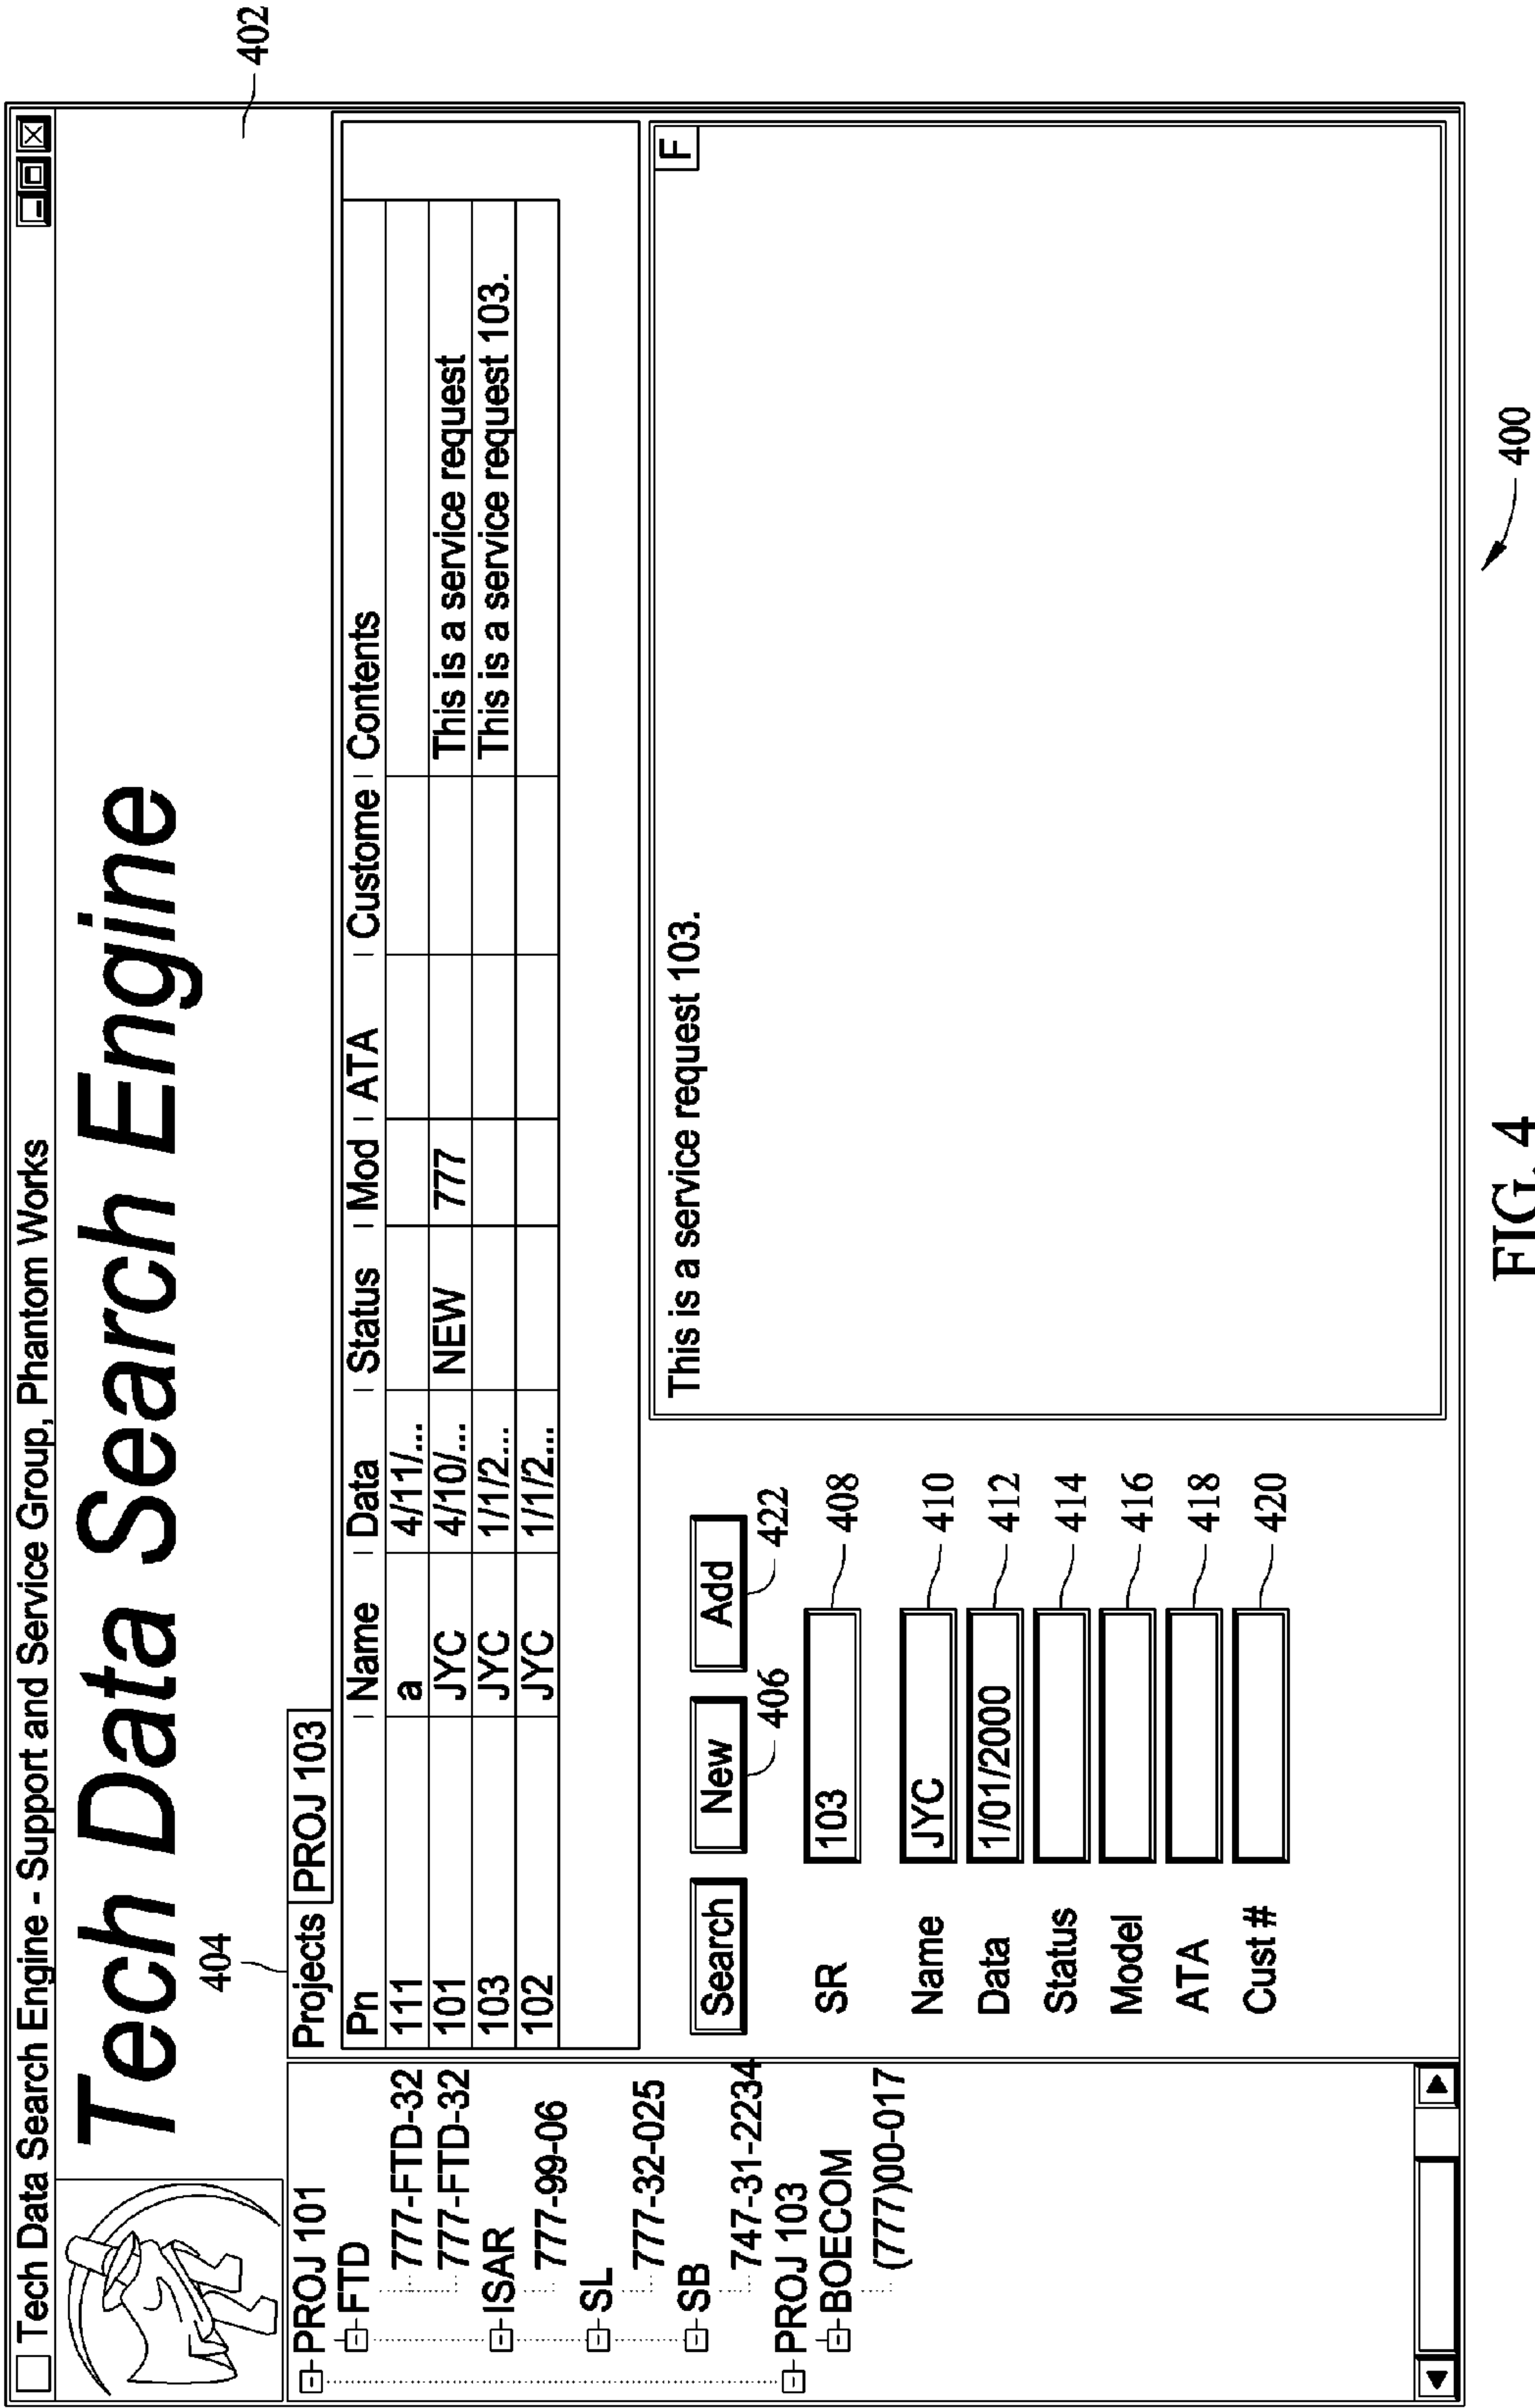 Tech Data Search Engine - Support and Service Group, Phantom Works
Tech Data Search Engine
402
404
Projects PROJ 103
Pn Name Data Status Mod ATA Custome Contents
111 a 4/11/...
101 JYC 4/10/... NEW 777 This is a service request
103 JYC 1/1/2... This is a service request 103.
102 JYC 1/1/2...
PROJ 101
FTD
777-FTD-32
777-FTD-32
ISAR
777-99-06
SL
777-32-025
SB
747-31-2234
PROJ 103
BOECOM
(777)00-017
Search New Add
406 422
SR 103 408
Name JYC 410
Data 1/01/2000 412
Status 414
Model 416
ATA 418
Cust # 420
This is a service request 103.
F
400
FIG. 4